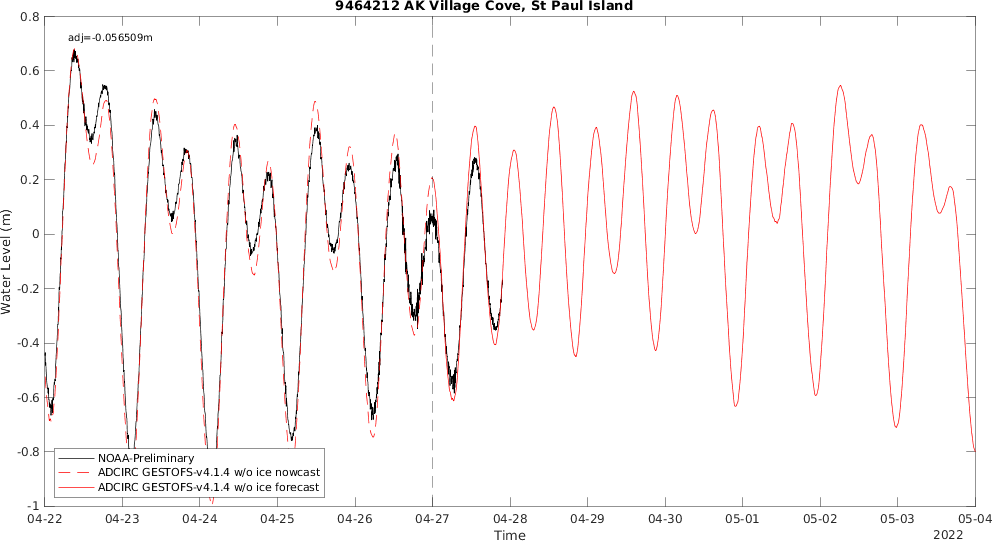 9464212 AK Village Cove, St Paul Island
adj=-0.056509m
0.8
0.6
0.4
0.2
0
-0.2
-0.4
-0.6
-0.8
-1
Water Level (m)
NOAA-Preliminary
ADCIRC GESTOFS-v4.1.4 w/o ice nowcast
ADCIRC GESTOFS-v4.1.4 w/o ice forecast
04-22 04-23 04-24 04-25 04-26 04-27 04-28 04-29 04-30 05-01 05-02 05-03 05-04
Time
2022